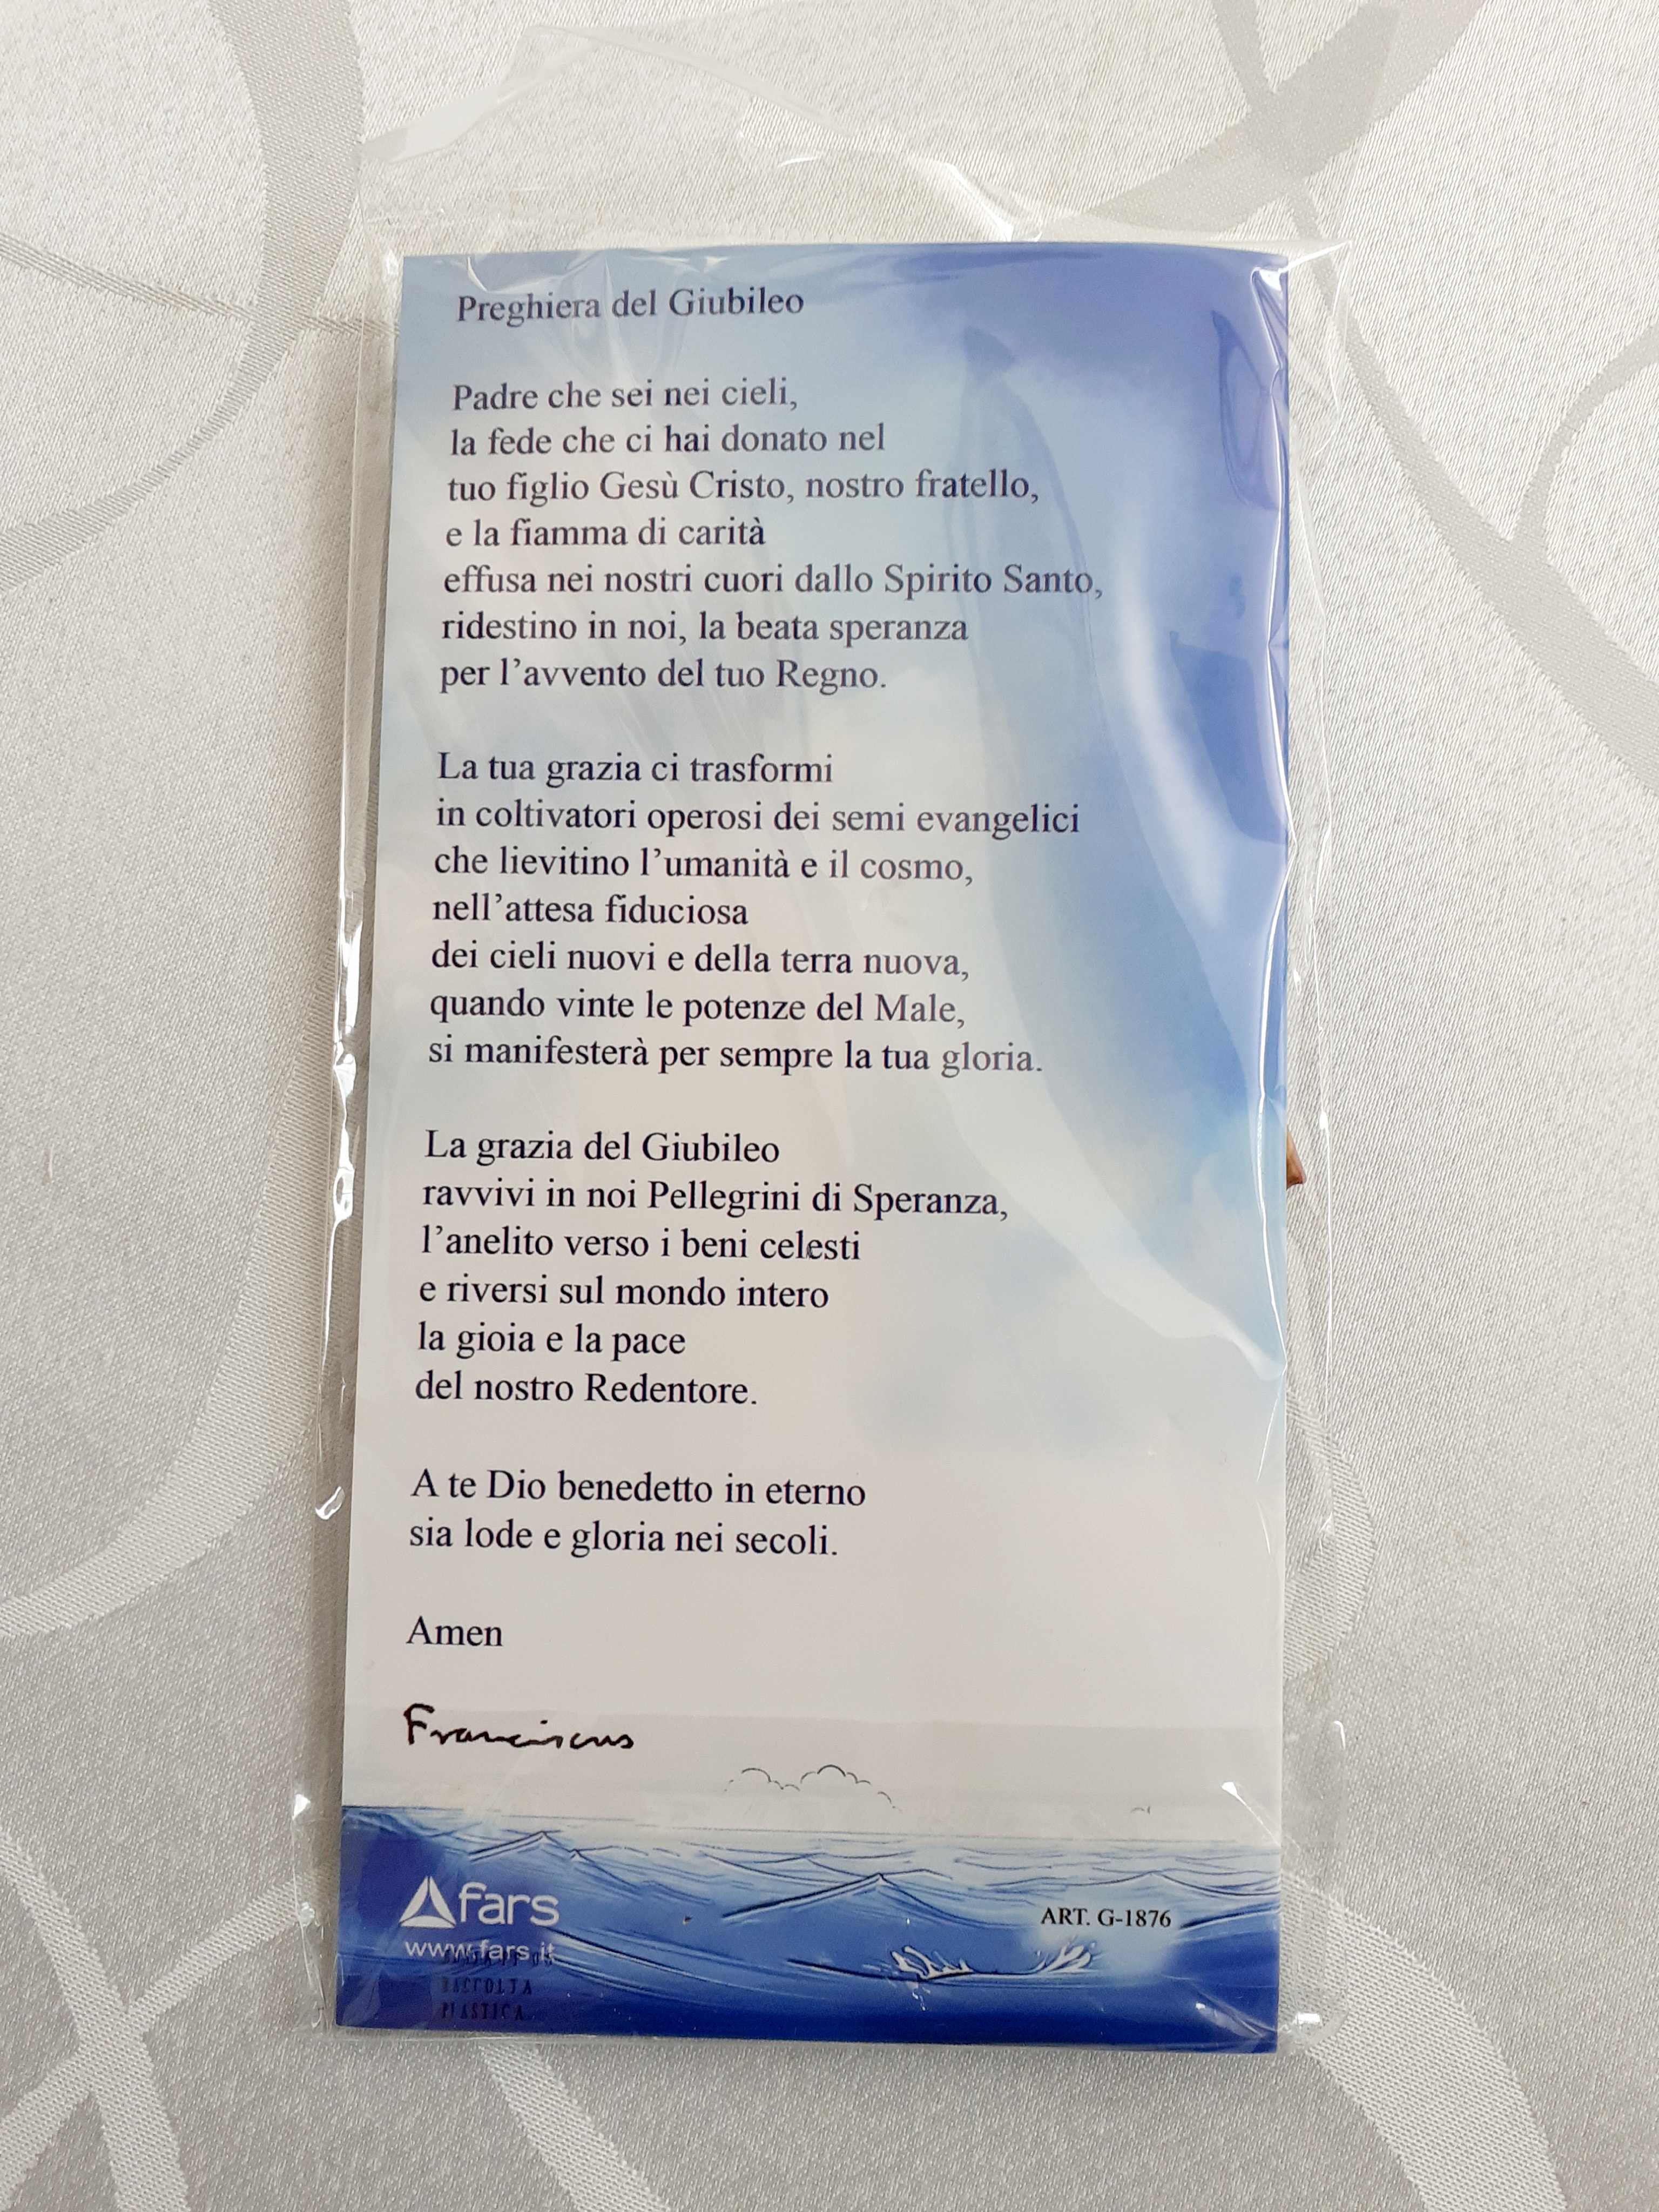 Preghiera del Giubileo
Padre che sei nei cieli,
la fede che ci hai donato nel
tuo figlio Gesù Cristo, nostro fratello,
e la fiamma di carità
effusa nei nostri cuori dallo Spirito Santo,
ridestino in noi, la beata speranza
per l’avvento del tuo Regno.
La tua grazia ci trasformi
in coltivatori operosi dei semi evangelici
che lievitino l’umanità e il cosmo,
nell’attesa fiduciosa
dei cieli nuovi e della terra nuova,
quando vinte le potenze del Male,
si manifesterà per sempre la tua gloria.
La grazia del Giubileo
ravvivi in noi Pellegrini di Speranza,
l’anelito verso i beni celesti
e riversi sul mondo intero
la gioia e la pace
del nostro Redentore.
A te Dio benedetto in eterno
sia lode e gloria nei secoli.
Amen
Franciscus
fars
www.fars.it
ART. G-1876
RACCOLTA
PLASTICA